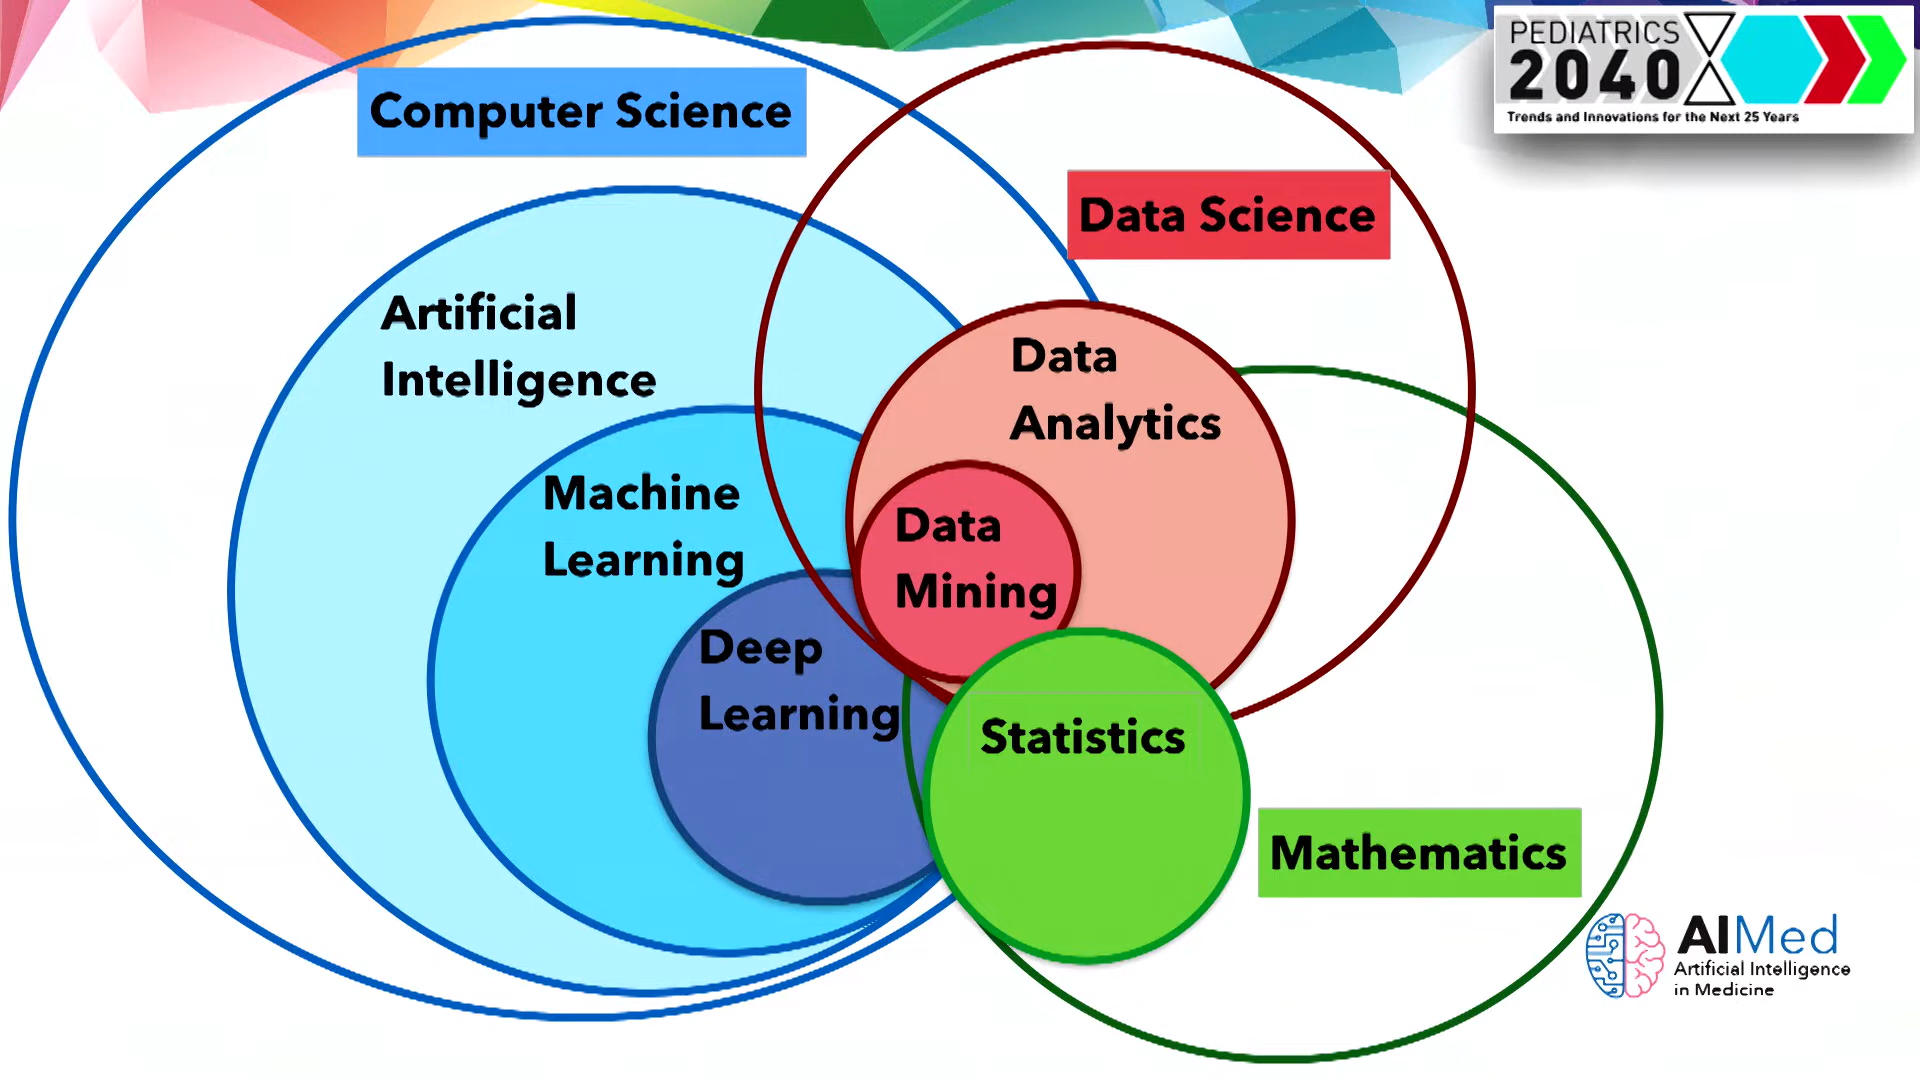 PEDIATRICS
2040
Trends and Innovations for the Next 25 Years
Computer Science
Data Science
Artificial
Intelligence
Data
Analytics
Machine
Learning
Data
Mining
Deep
Learning
Statistics
Mathematics
AIMed
Artificial Intelligence
in Medicine